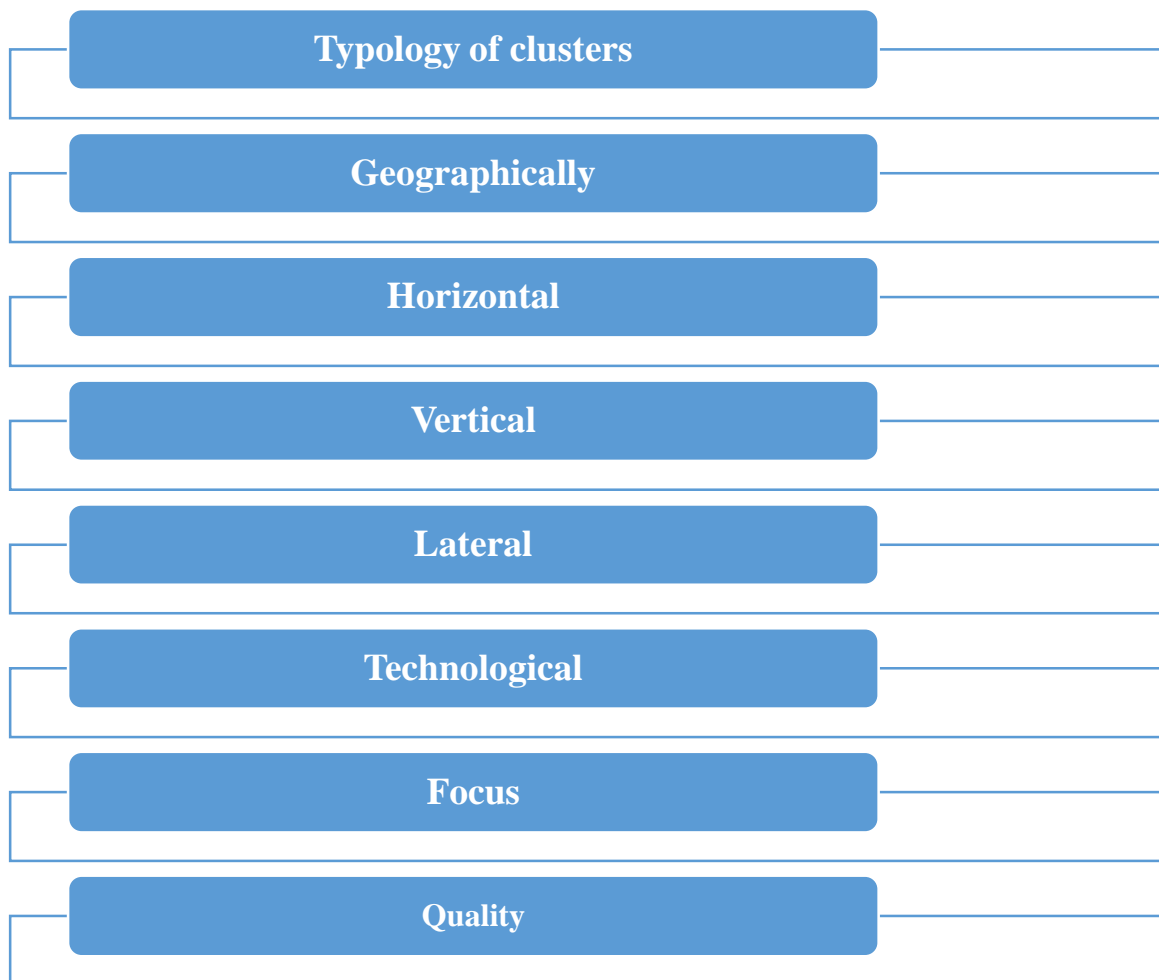 Typology of clusters
Geographically
Horizontal
Vertical
Lateral
Technological
Focus
Quality